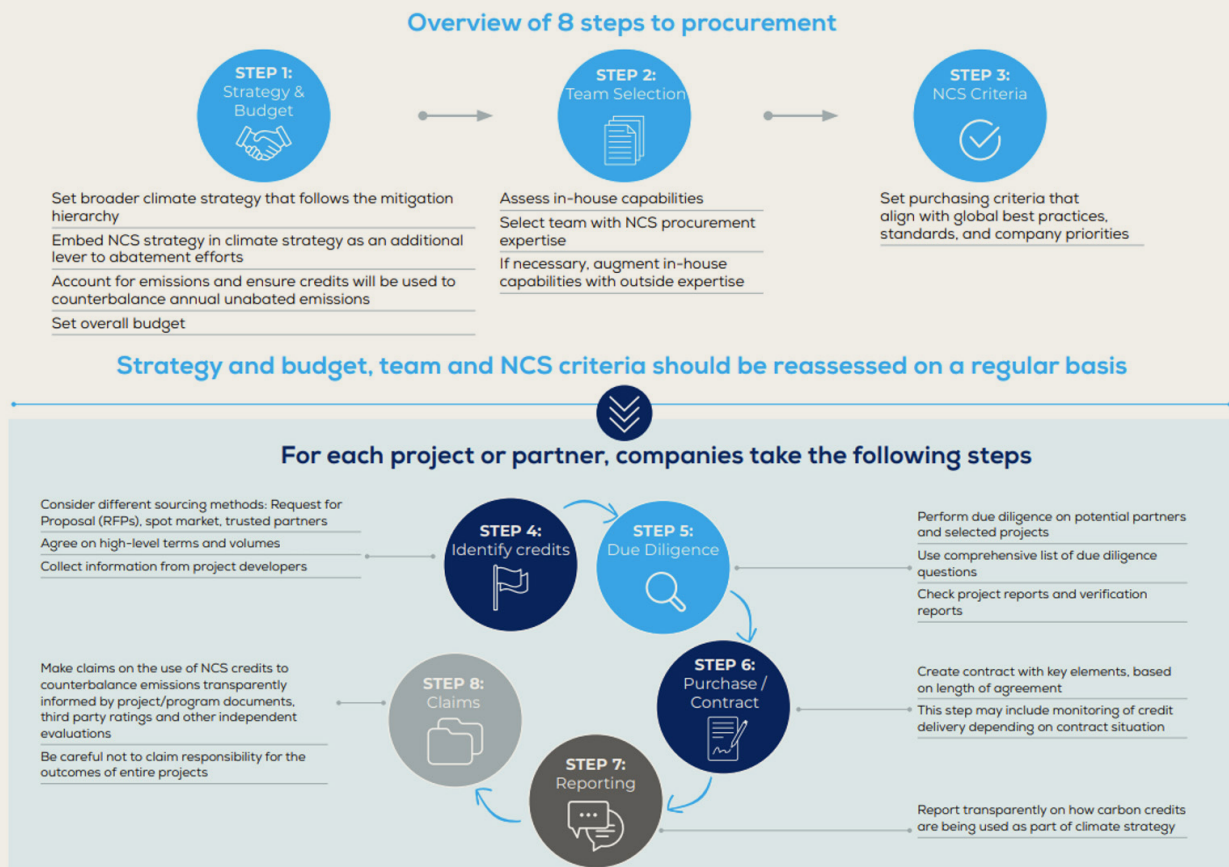 Overview of 8 steps to procurement
STEP 1:
Strategy &
Budget
STEP 2:
Team Selection
STEP 3:
NCS Criteria
Set broader climate strategy that follows the mitigation
hierarchy
Embed NCS strategy in climate strategy as an additional
lever to abatement efforts
Account for emissions and ensure credits will be used to
counterbalance annual unabated emissions
Set overall budget
Assess in-house capabilities
Select team with NCS procurement
expertise
If necessary, augment in-house
capabilities with outside expertise
Set purchasing criteria that
align with global best practices,
standards, and company priorities
Strategy and budget, team and NCS criteria should be reassessed on a regular basis
For each project or partner, companies take the following steps
Consider different sourcing methods: Request for
Proposal (RFPs), spot market, trusted partners
Agree on high-level terms and volumes
Collect information from project developers
STEP 4:
Identify credits
STEP 5:
Due Diligence
Perform due diligence on potential partners
and selected projects
Use comprehensive list of due diligence
questions
Check project reports and verification
reports
STEP 6:
Purchase /
Contract
Create contract with key elements, based
on length of agreement
This step may include monitoring of credit
delivery depending on contract situation
STEP 7:
Reporting
Report transparently on how carbon credits
are being used as part of climate strategy
STEP 8:
Claims
Make claims on the use of NCS credits to
counterbalance emissions transparently
informed by project/program documents,
third party ratings and other independent
evaluations
Be careful not to claim responsibility for the
outcomes of entire projects